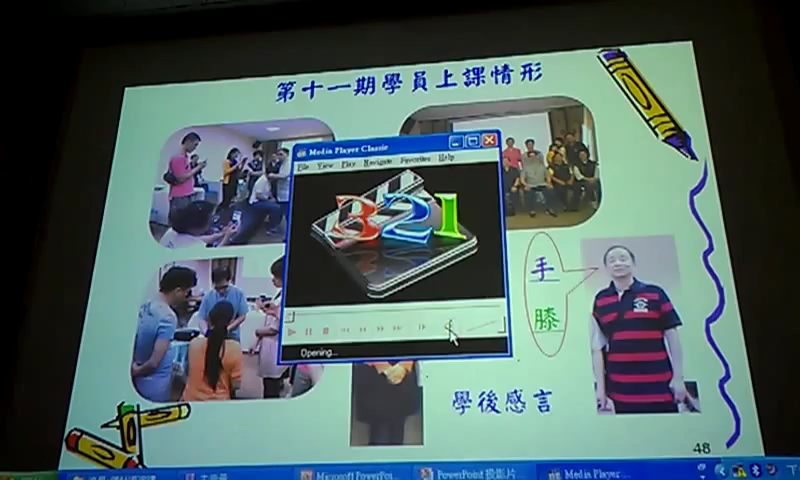 第十一期學員上課情形
Media Player Classic
File View Play Navigate Favorites Help
321
手
膝
Opening...
學後感言
48
Microsoft PowerPoi...
PowerPoint 投影片...
Media Player ...